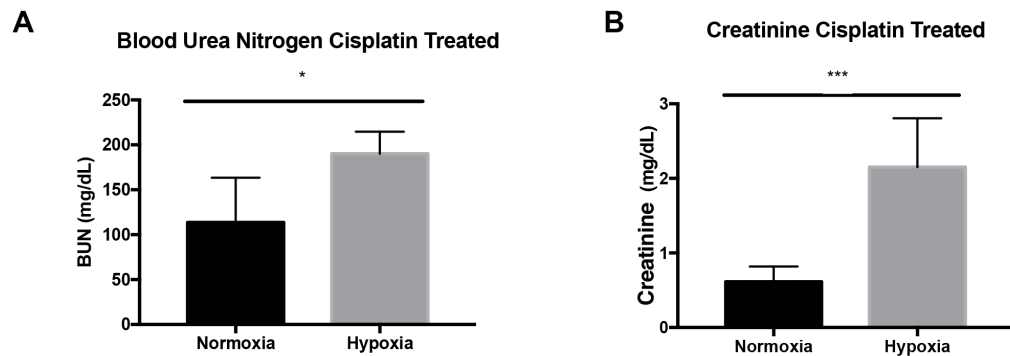 A
Blood Urea Nitrogen Cisplatin Treated
*
250
200
150
100
50
0
BUN (mg/dL)
Normoxia
Hypoxia
B
Creatinine Cisplatin Treated
***
3
2
1
0
Creatinine (mg/dL)
Normoxia
Hypoxia